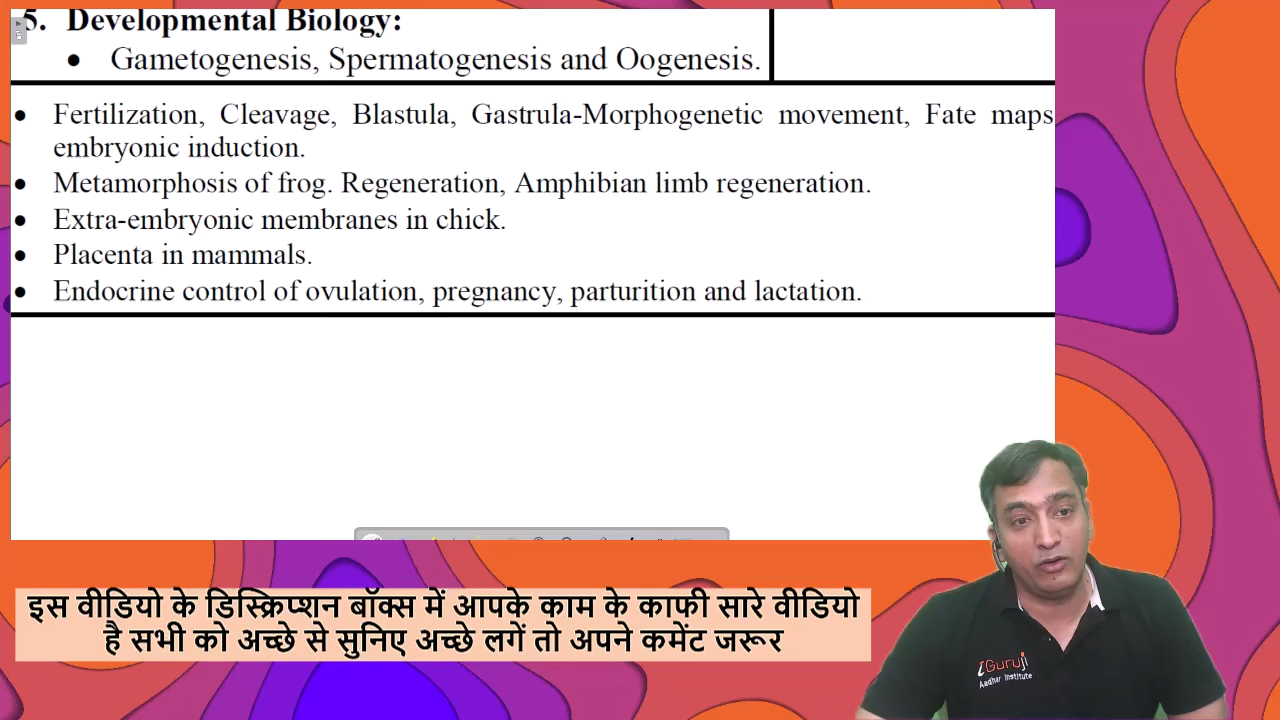 5. Developmental Biology:
• Gametogenesis, Spermatogenesis and Oogenesis.
• Fertilization, Cleavage, Blastula, Gastrula-Morphogenetic movement, Fate maps
embryonic induction.
• Metamorphosis of frog. Regeneration, Amphibian limb regeneration.
• Extra-embryonic membranes in chick.
• Placenta in mammals.
• Endocrine control of ovulation, pregnancy, parturition and lactation.
इस वीडियो के डिस्क्रिप्शन बॉक्स में आपके काम के काफी सारे वीडियो
है सभी को अच्छे से सुनिए अच्छे लगें तो अपने कमेंट जरूर
iGuruji
Aadhar Institute